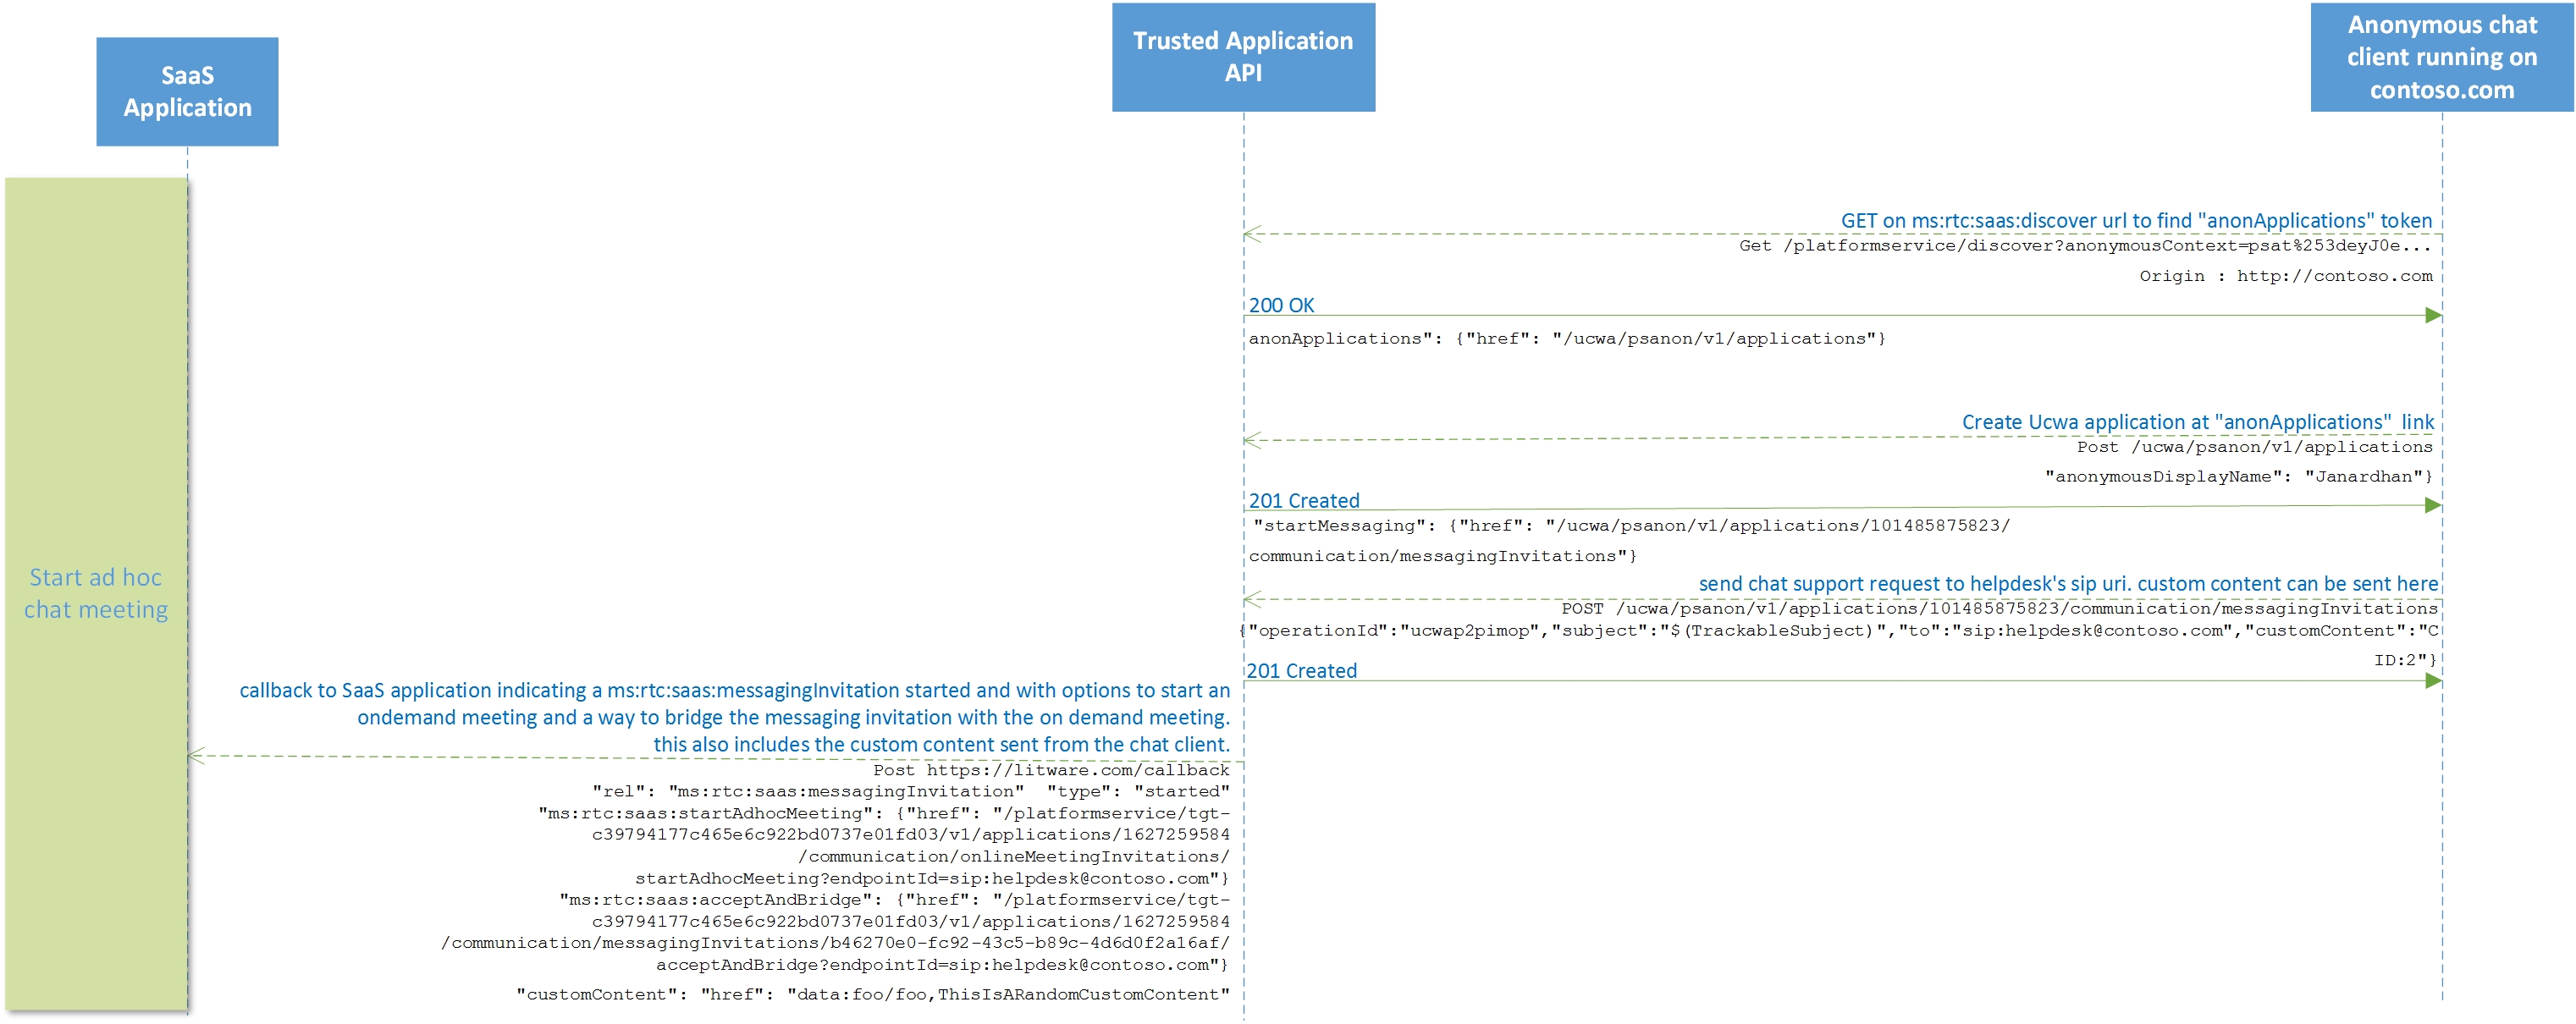 SaaS
Application
Trusted Application
API
Anonymous chat
client running on
contoso.com
GET on ms:rtc:saas:discover url to find "anonApplications" token
Get /platformservice/discover?anonymousContext=psat%253deyJ0e...
Origin : http://contoso.com
200 OK
anonApplications": {"href": "/ucwa/psanon/v1/applications"}
Create Ucwa application at "anonApplications"  link
Post /ucwa/psanon/v1/applications
"anonymousDisplayName": "Janardhan"}
201 Created
"startMessaging": {"href": "/ucwa/psanon/v1/applications/101485875823/
communication/messagingInvitations"}
Start ad hoc
chat meeting
send chat support request to helpdesk's sip uri. custom content can be sent here
POST /ucwa/psanon/v1/applications/101485875823/communication/messagingInvitations
{"operationId":"ucwap2pimop","subject":"$(TrackableSubject)","to":"sip:helpdesk@contoso.com","customContent":"C
ID:2"}
201 Created
callback to SaaS application indicating a ms:rtc:saas:messagingInvitation started and with options to start an
ondemand meeting and a way to bridge the messaging invitation with the on demand meeting.
this also includes the custom content sent from the chat client.
Post https://litware.com/callback
"rel": "ms:rtc:saas:messagingInvitation"  "type": "started"
"ms:rtc:saas:startAdhocMeeting": {"href": "/platformservice/tgt-
c39794177c465e6c922bd0737e01fd03/v1/applications/1627259584
/communication/onlineMeetingInvitations/
startAdhocMeeting?endpointId=sip:helpdesk@contoso.com"}
"ms:rtc:saas:acceptAndBridge": {"href": "/platformservice/tgt-
c39794177c465e6c922bd0737e01fd03/v1/applications/1627259584
/communication/messagingInvitations/b46270e0-fc92-43c5-b89c-4d6d0f2a16af/
acceptAndBridge?endpointId=sip:helpdesk@contoso.com"}
"customContent": "href": "data:foo/foo,ThisIsARandomCustomContent"